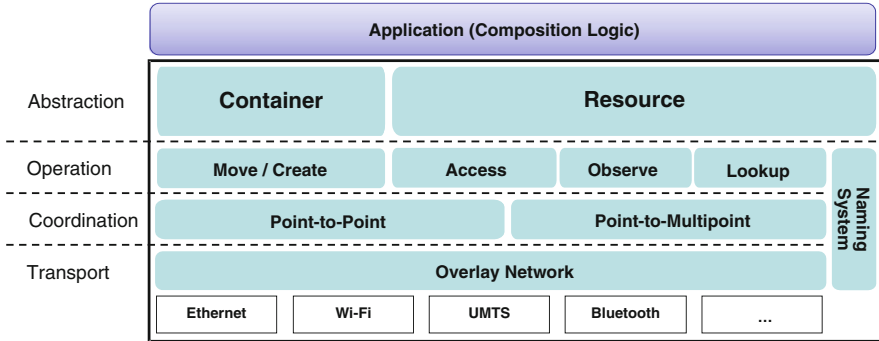 Application (Composition Logic)
Abstraction
Container
Resource
Operation
Move / Create
Access
Observe
Lookup
Naming
System
Coordination
Point-to-Point
Point-to-Multipoint
Transport
Overlay Network
Ethernet
Wi-Fi
UMTS
Bluetooth
...